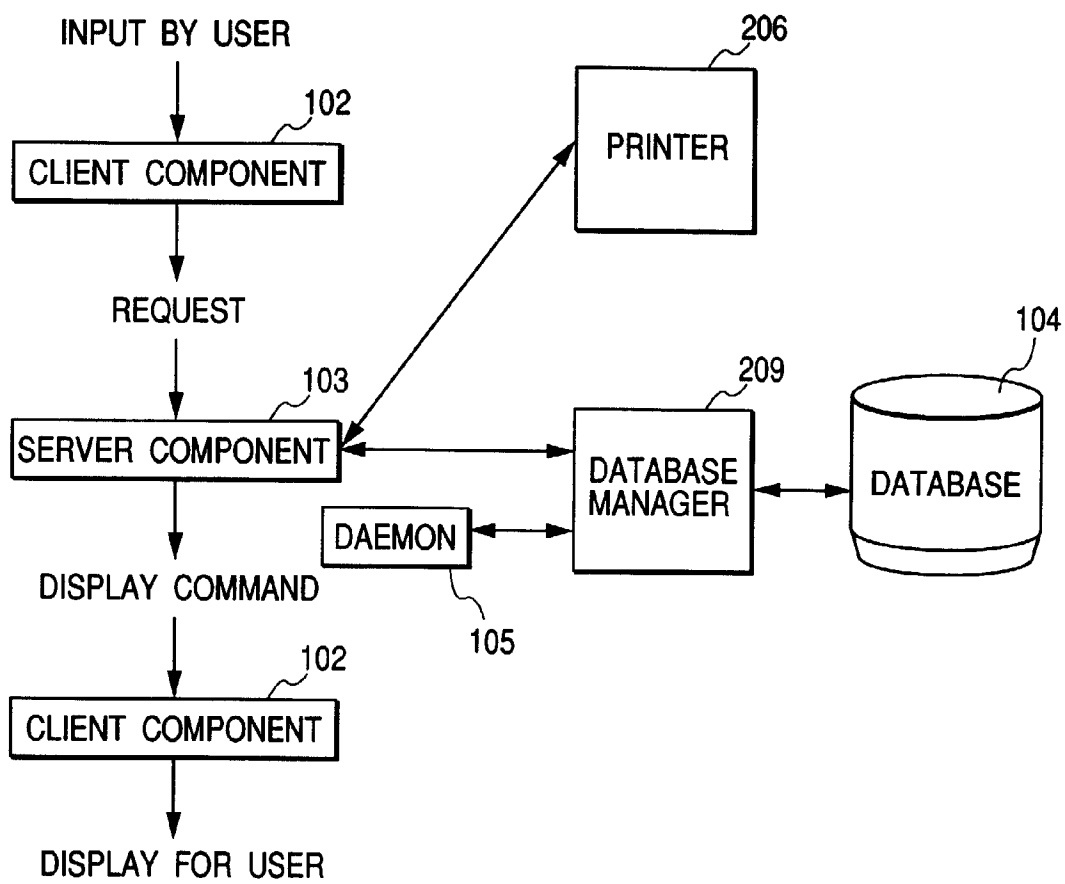 INPUT BY USER
206
102
PRINTER
CLIENT COMPONENT
REQUEST
104
103
209
SERVER COMPONENT
DATABASE
MANAGER
DATABASE
DAEMON
DISPLAY COMMAND
105
102
CLIENT COMPONENT
DISPLAY FOR USER